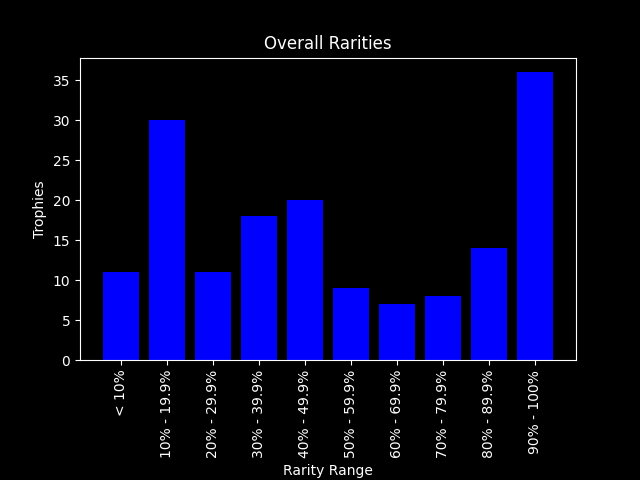 Overall Rarities
Trophies
35
30
25
20
15
10
5
0
< 10%
10% - 19.9%
20% - 29.9%
30% - 39.9%
40% - 49.9%
50% - 59.9%
60% - 69.9%
70% - 79.9%
80% - 89.9%
90% - 100%
Rarity Range